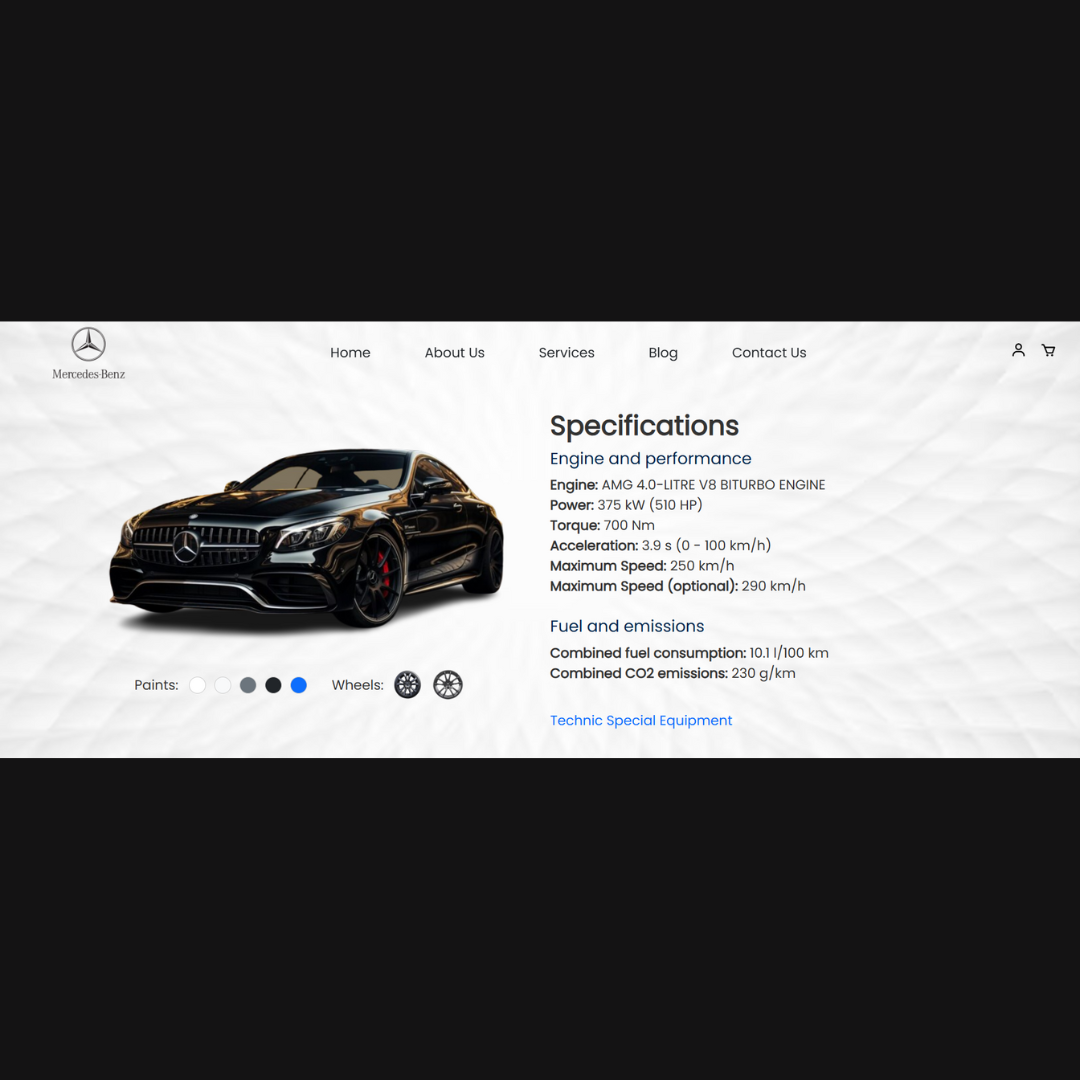 Mercedes-Benz
Home
About Us
Services
Blog
Contact Us
Specifications
Engine and performance
Engine: AMG 4.0-LITRE V8 BITURBO ENGINE
Power: 375 kW (510 HP)
Torque: 700 Nm
Acceleration: 3.9 s (0 - 100 km/h)
Maximum Speed: 250 km/h
Maximum Speed (optional): 290 km/h
Fuel and emissions
Combined fuel consumption: 10.1 l/100 km
Combined CO2 emissions: 230 g/km
Technic Special Equipment
Paints:
Wheels: